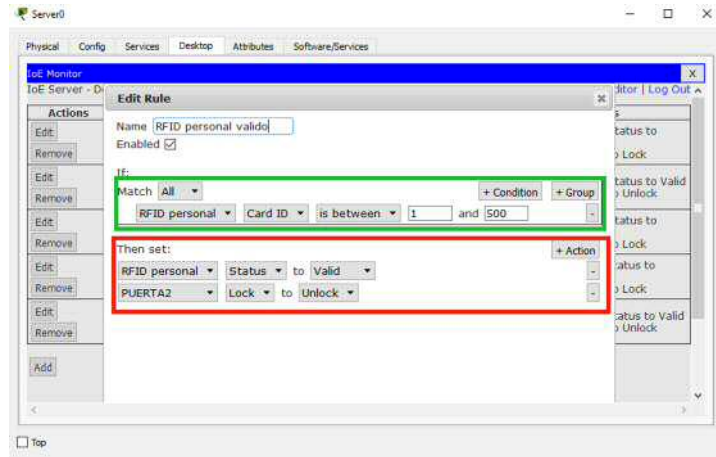 Server0
Physical Config Services Desktop Attributes Software/Services
IoE Monitor X
IoE Server - D
ditor | Log Out
Actions
Edit
Remove
Edit
Remove
Edit
Remove
Edit
Remove
Edit
Remove
Add
Edit Rule
Name RFID personal valido
Enabled
If:
Match All + Condition + Group
RFID personal Card ID is between 1 and 500 -
Then set: + Action
RFID personal Status to Valid -
PUERTA2 Lock to Unlock -
s
tatus to
o Lock
Status to Valid
o Unlock
tatus to
o Lock
tatus to
o Lock
tatus to Valid
o Unlock
Top